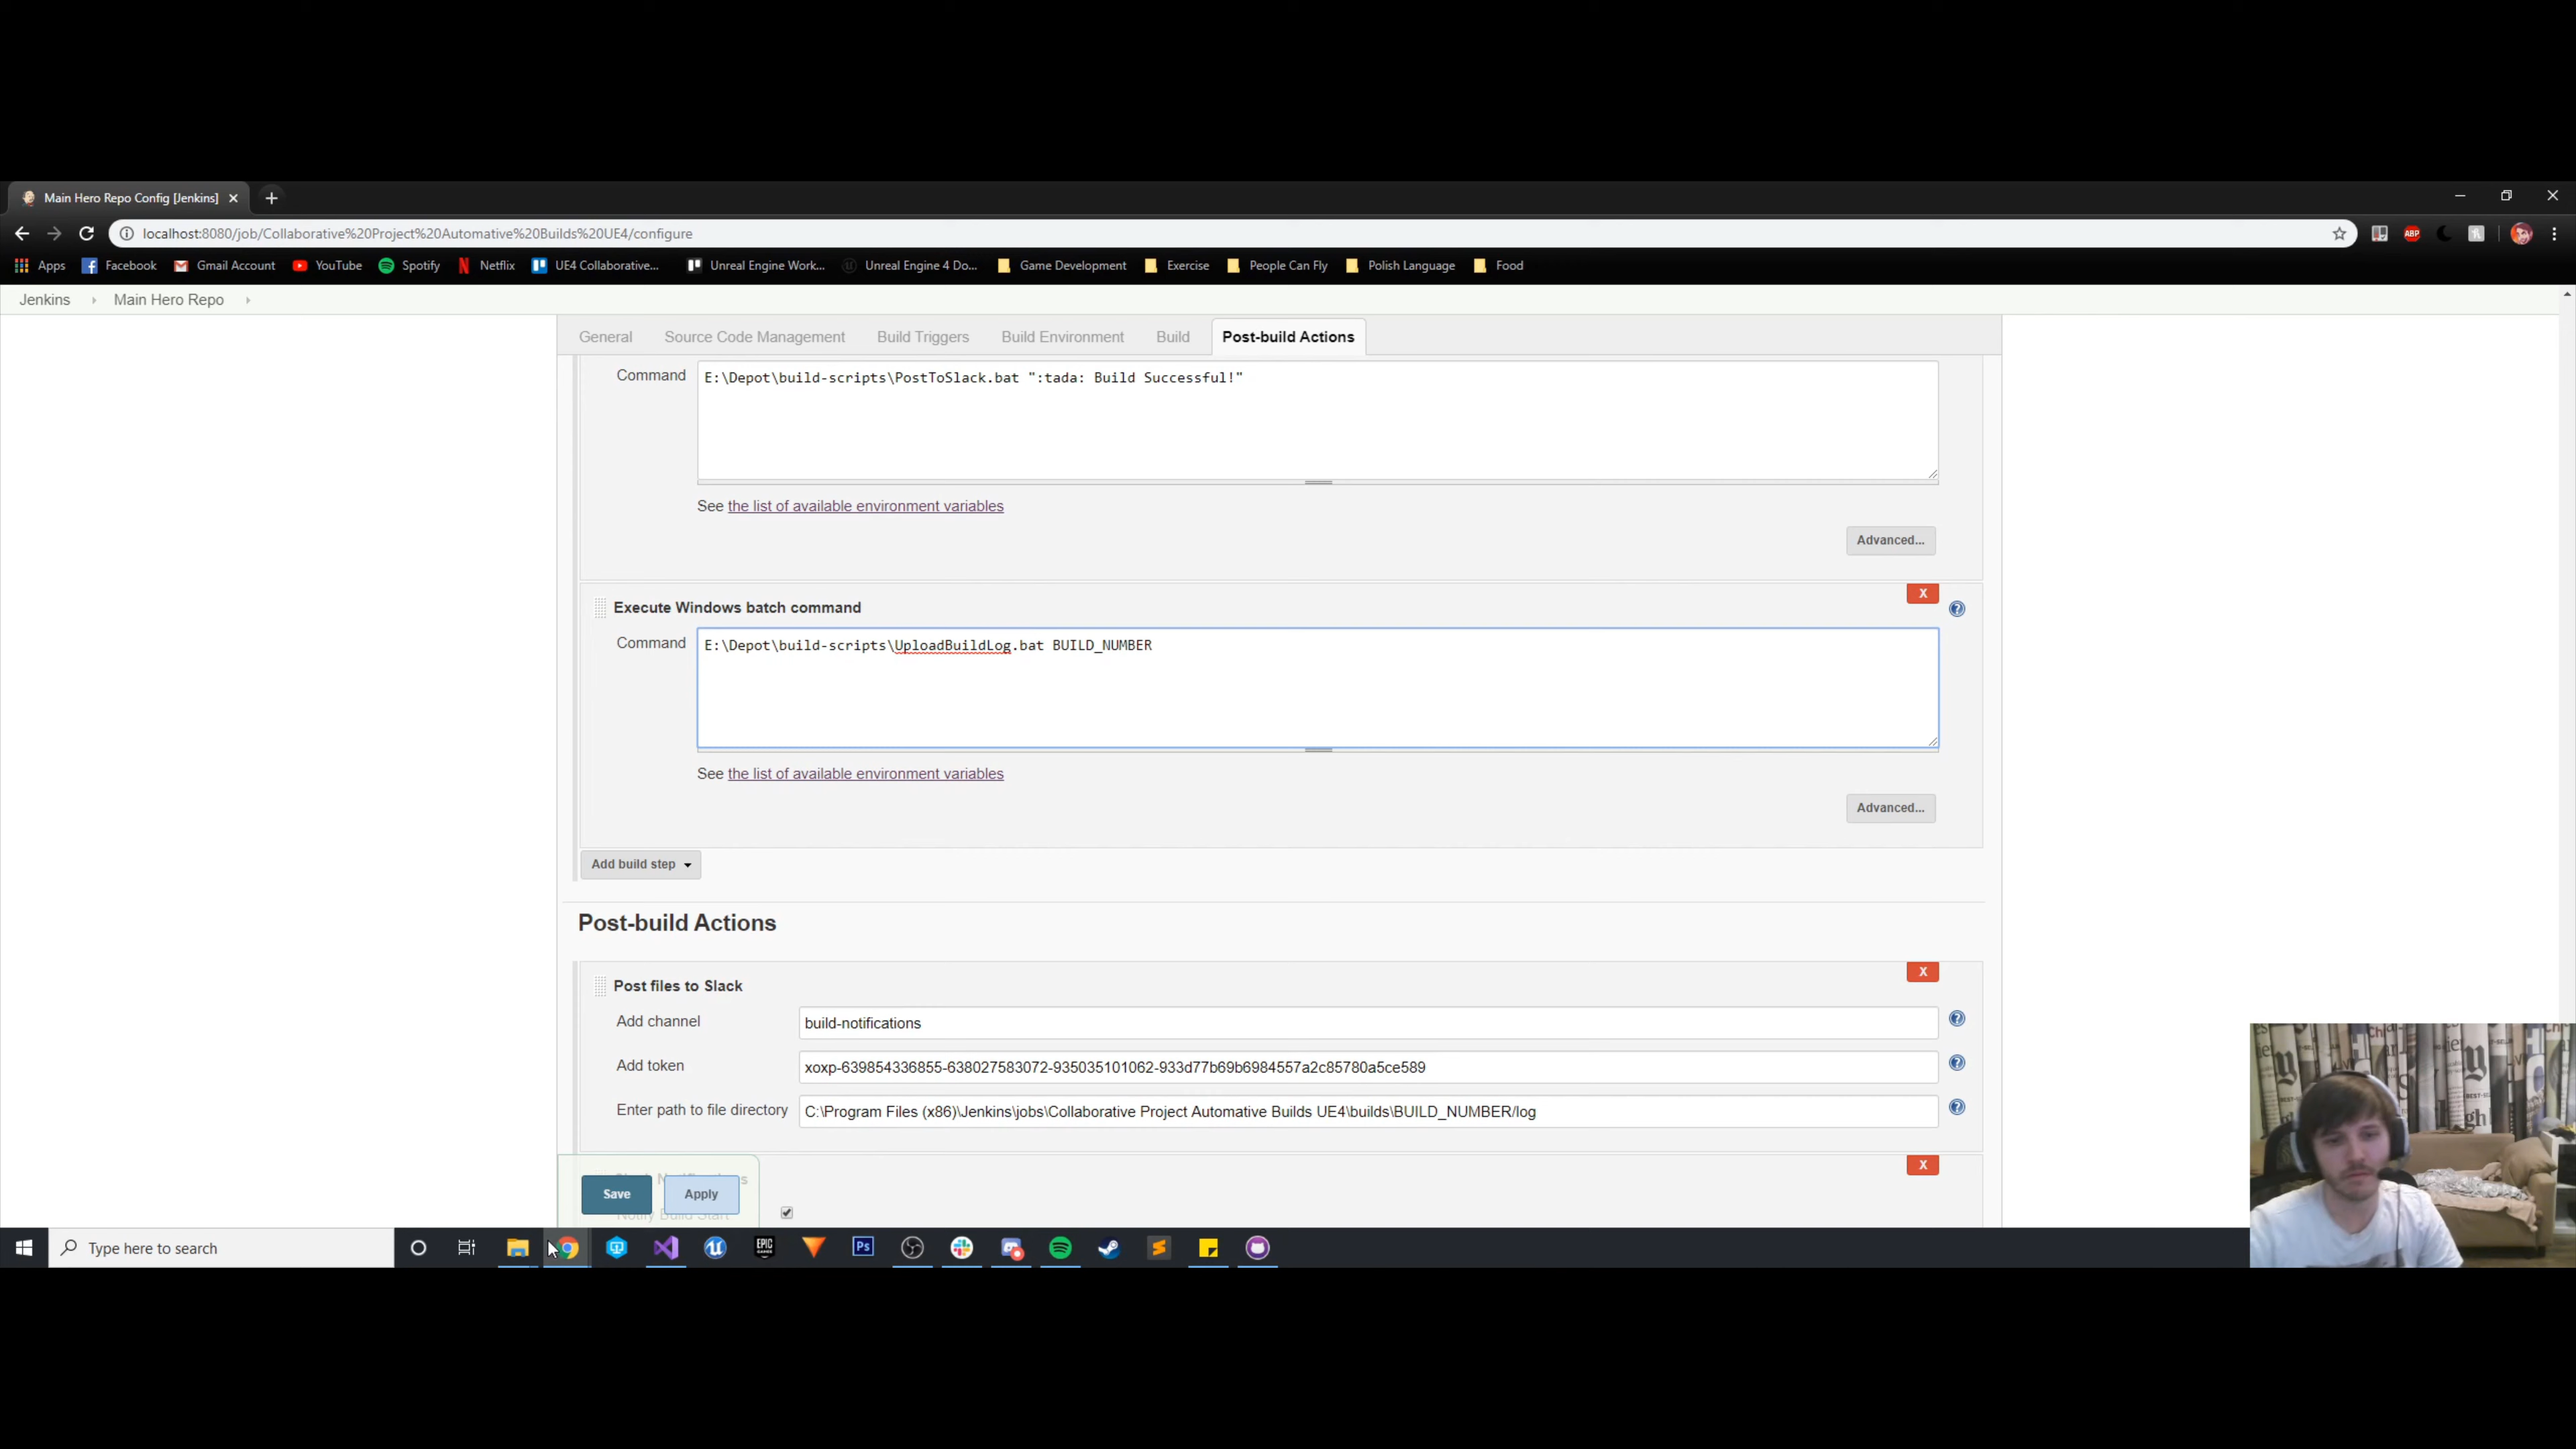 Main Hero Repo Config [Jenkins]
localhost:8080/job/Collaborative%20Project%20Automative%20Builds%20UE4/configure
Apps Facebook Gmail Account YouTube Spotify Netflix UE4 Collaborative... Unreal Engine Work... Unreal Engine 4 Do... Game Development Exercise People Can Fly Polish Language Food
Jenkins Main Hero Repo
General Source Code Management Build Triggers Build Environment Build Post-build Actions
Command E:\Depot\build-scripts\PostToSlack.bat ":tada: Build Successful!"
See the list of available environment variables
Advanced...
X
Execute Windows batch command
Command E:\Depot\build-scripts\UploadBuildLog.bat BUILD_NUMBER
See the list of available environment variables
Advanced...
Add build step
Post-build Actions
X
Post files to Slack
Add channel build-notifications
Add token xoxp-639854336855-638027583072-935035101062-933d77b69b6984557a2c85780a5ce589
Enter path to file directory C:\Program Files (x86)\Jenkins\jobs\Collaborative Project Automative Builds UE4\builds\BUILD_NUMBER/log
X
Save Apply
Notify Build Start
Type here to search
EPIC GAMES
Ps